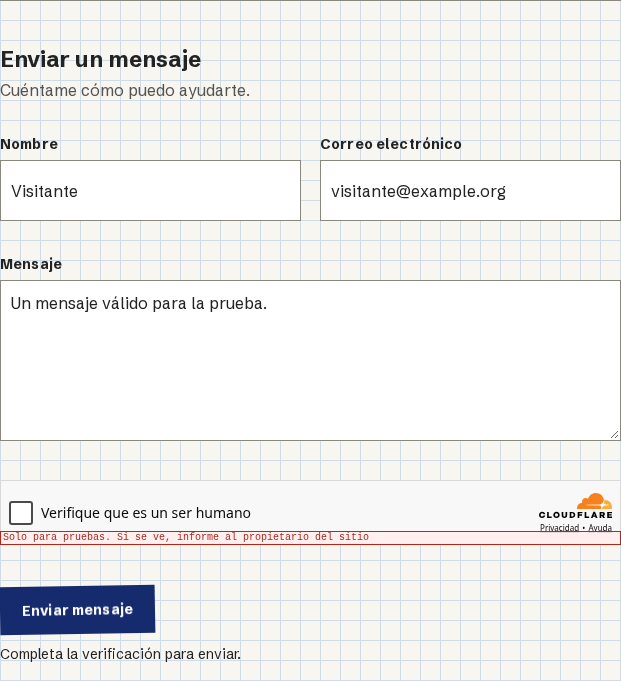 Enviar un mensaje
Cuéntame cómo puedo ayudarte.
Nombre
Correo electrónico
Visitante
visitante@example.org
Mensaje
Un mensaje válido para la prueba.
Verifique que es un ser humano
CLOUDFLARE
Privacidad • Ayuda
Solo para pruebas. Si se ve, informe al propietario del sitio
Enviar mensaje
Completa la verificación para enviar.